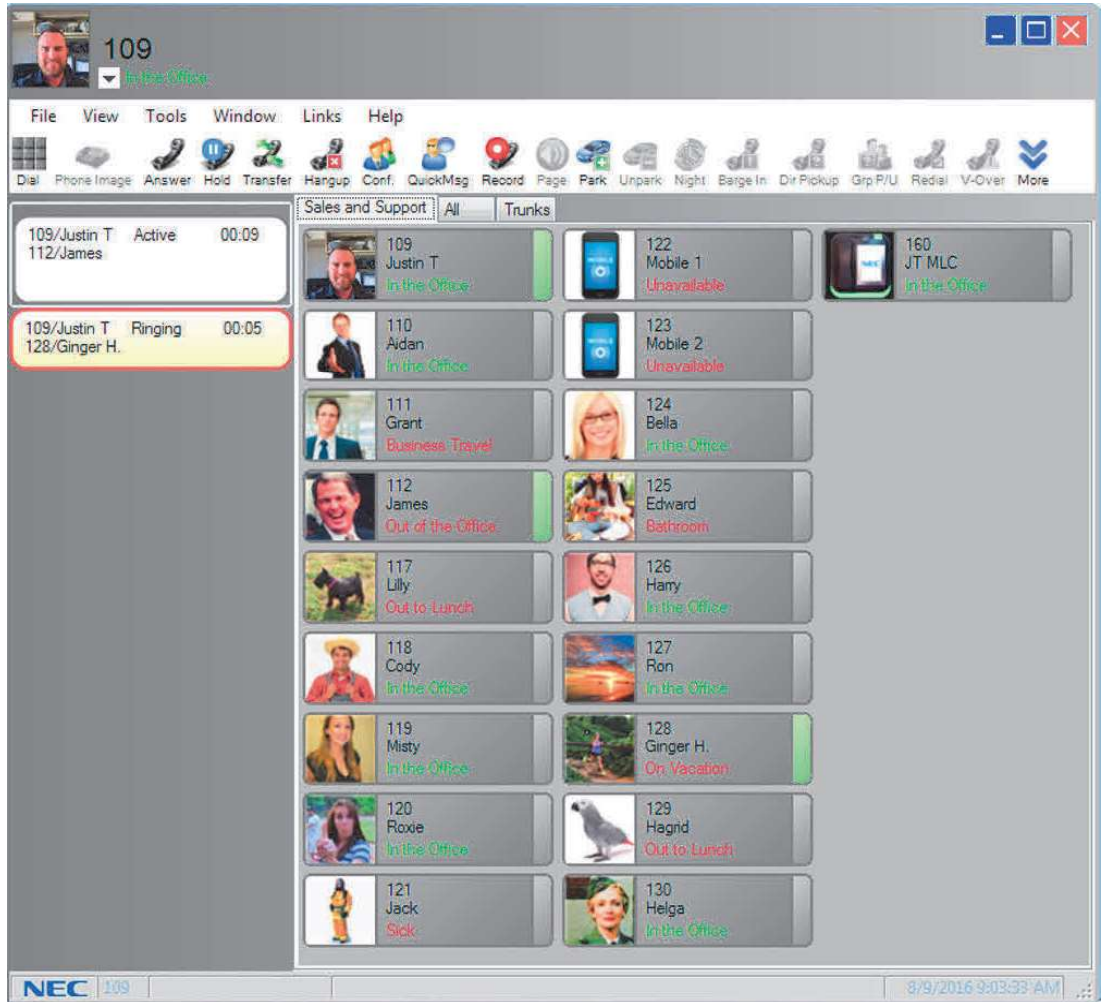 109
In the Office
File View Tools Window Links Help
Dial Phone Image Answer Hold Transfer Hangup Conf. QuickMsg Record Page Park Unpark Night Barge In Dir Pickup Grp P/U Redial V-Over More
109/Justin T Active 00:09
112/James
109/Justin T Ringing 00:05
128/Ginger H.
Sales and Support All Trunks
109
Justin T
In the Office
110
Aidan
In the Office
111
Grant
Business Travel
112
James
Out of the Office
117
Lilly
Out to Lunch
118
Cody
In the Office
119
Misty
In the Office
120
Roxie
In the Office
121
Jack
Sick
MOBILE
122
Mobile 1
Unavailable
MOBILE
123
Mobile 2
Unavailable
124
Bella
In the Office
125
Edward
Bathroom
126
Harry
In the Office
127
Ron
In the Office
128
Ginger H.
On Vacation
129
Hagrid
Out to Lunch
130
Helga
In the Office
NEC
160
JT MLC
In the Office
NEC 109 8/9/2016 9:03:33 AM